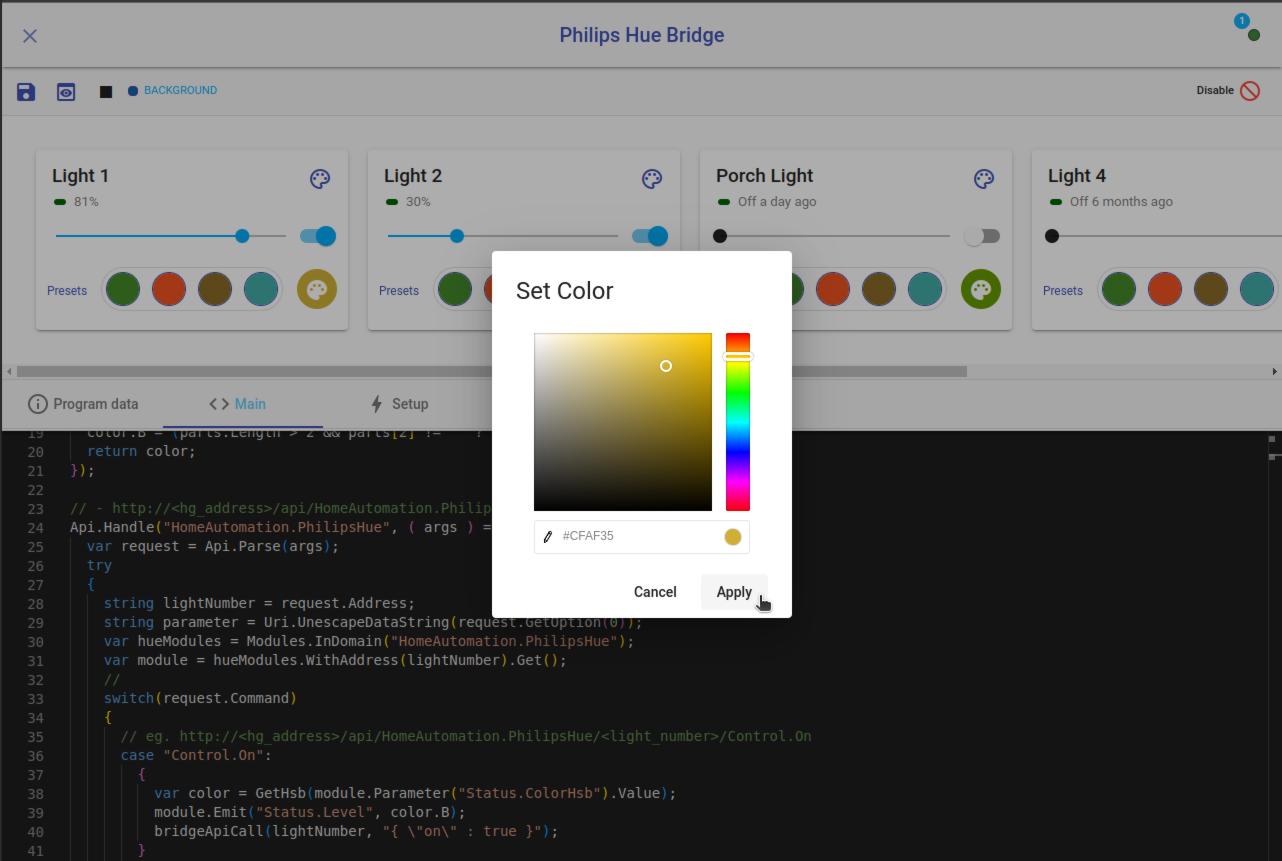 Philips Hue Bridge
1
BACKGROUND
Disable
Light 1
81%
Presets
Light 2
30%
Presets
Porch Light
Off a day ago
Light 4
Off 6 months ago
Presets
Set Color
#CFAF35
Cancel
Apply
Program data
Main
Setup
19 color.B = (parts.Length > 2 && parts[2] != ?
20 return color;
21 });
22
23 // - http://<hg_address>/api/HomeAutomation.Philip
24 Api.Handle("HomeAutomation.PhilipsHue", ( args ) =
25 var request = Api.Parse(args);
26 try
27 {
28 string lightNumber = request.Address;
29 string parameter = Uri.UnescapeDataString(request.GetOption(0));
30 var hueModules = Modules.InDomain("HomeAutomation.PhilipsHue");
31 var module = hueModules.WithAddress(lightNumber).Get();
32 //
33 switch(request.Command)
34 {
35 // eg. http://<hg_address>/api/HomeAutomation.PhilipsHue/<light_number>/Control.On
36 case "Control.On":
37 {
38 var color = GetHsb(module.Parameter("Status.ColorHsb").Value);
39 module.Emit("Status.Level", color.B);
40 bridgeApiCall(lightNumber, "{ \"on\" : true }");
41 }